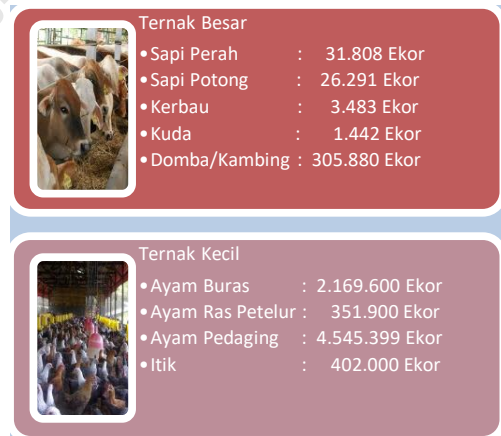 Ternak Besar
•Sapi Perah : 31.808 Ekor
•Sapi Potong : 26.291 Ekor
•Kerbau : 3.483 Ekor
•Kuda : 1.442 Ekor
•Domba/Kambing : 305.880 Ekor
Ternak Kecil
•Ayam Buras : 2.169.600 Ekor
•Ayam Ras Petelur : 351.900 Ekor
•Ayam Pedaging : 4.545.399 Ekor
•Itik : 402.000 Ekor